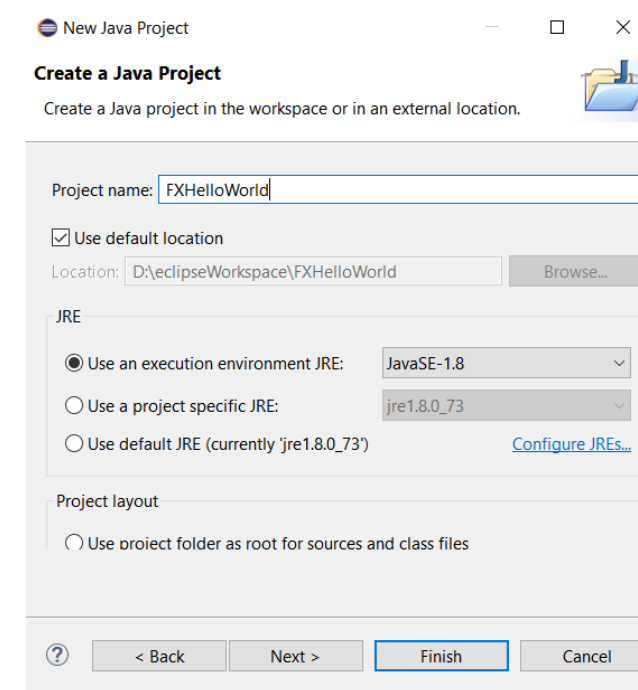 New Java Project
Create a Java Project
Create a Java project in the workspace or in an external location.
Project name: FXHelloWorld
Use default location
Location: D:\eclipseWorkspace\FXHelloWorld Browse...
JRE
Use an execution environment JRE: JavaSE-1.8
Use a project specific JRE: jre1.8.0_73
Use default JRE (currently 'jre1.8.0_73') Configure JREs...
Project layout
Use project folder as root for sources and class files
? < Back Next > Finish Cancel